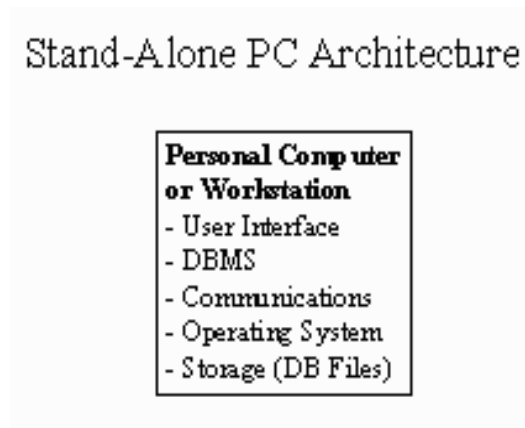 Stand-Alone PC Architecture
Personal Computer
or Workstation
- User Interface
- DBMS
- Communications
- Operating System
- Storage (DB Files)